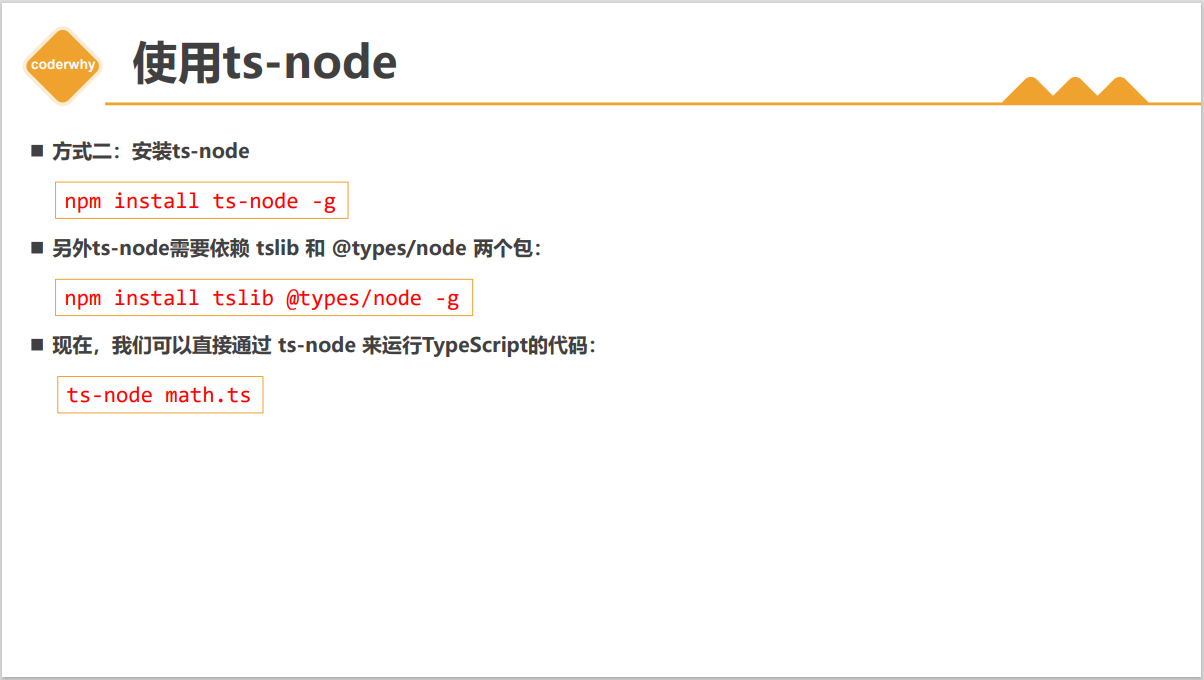 coderwhy
使用ts-node
方式二：安装ts-node
npm install ts-node -g
另外ts-node需要依赖 tslib 和 @types/node 两个包：
npm install tslib @types/node -g
现在，我们可以直接通过 ts-node 来运行TypeScript的代码：
ts-node math.ts